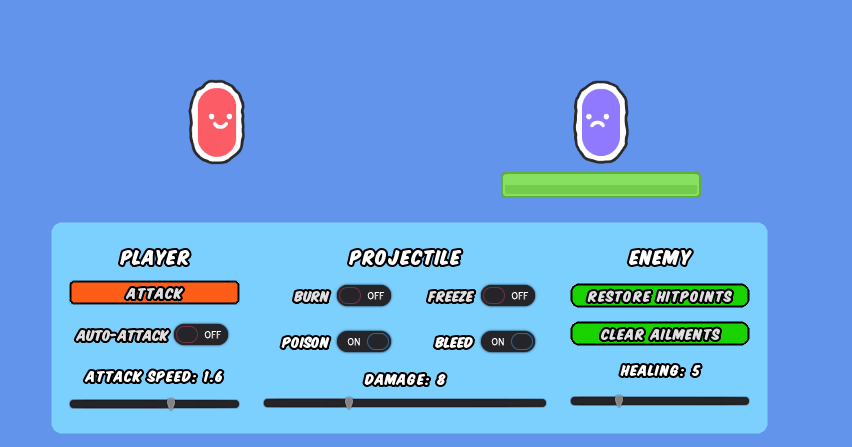 PLAYER
ATTACK
AUTO-ATTACK OFF
ATTACK SPEED: 1.6
PROJECTILE
BURN OFF
FREEZE OFF
POISON ON
BLEED ON
DAMAGE: 8
ENEMY
RESTORE HITPOINTS
CLEAR AILMENTS
HEALING: 5